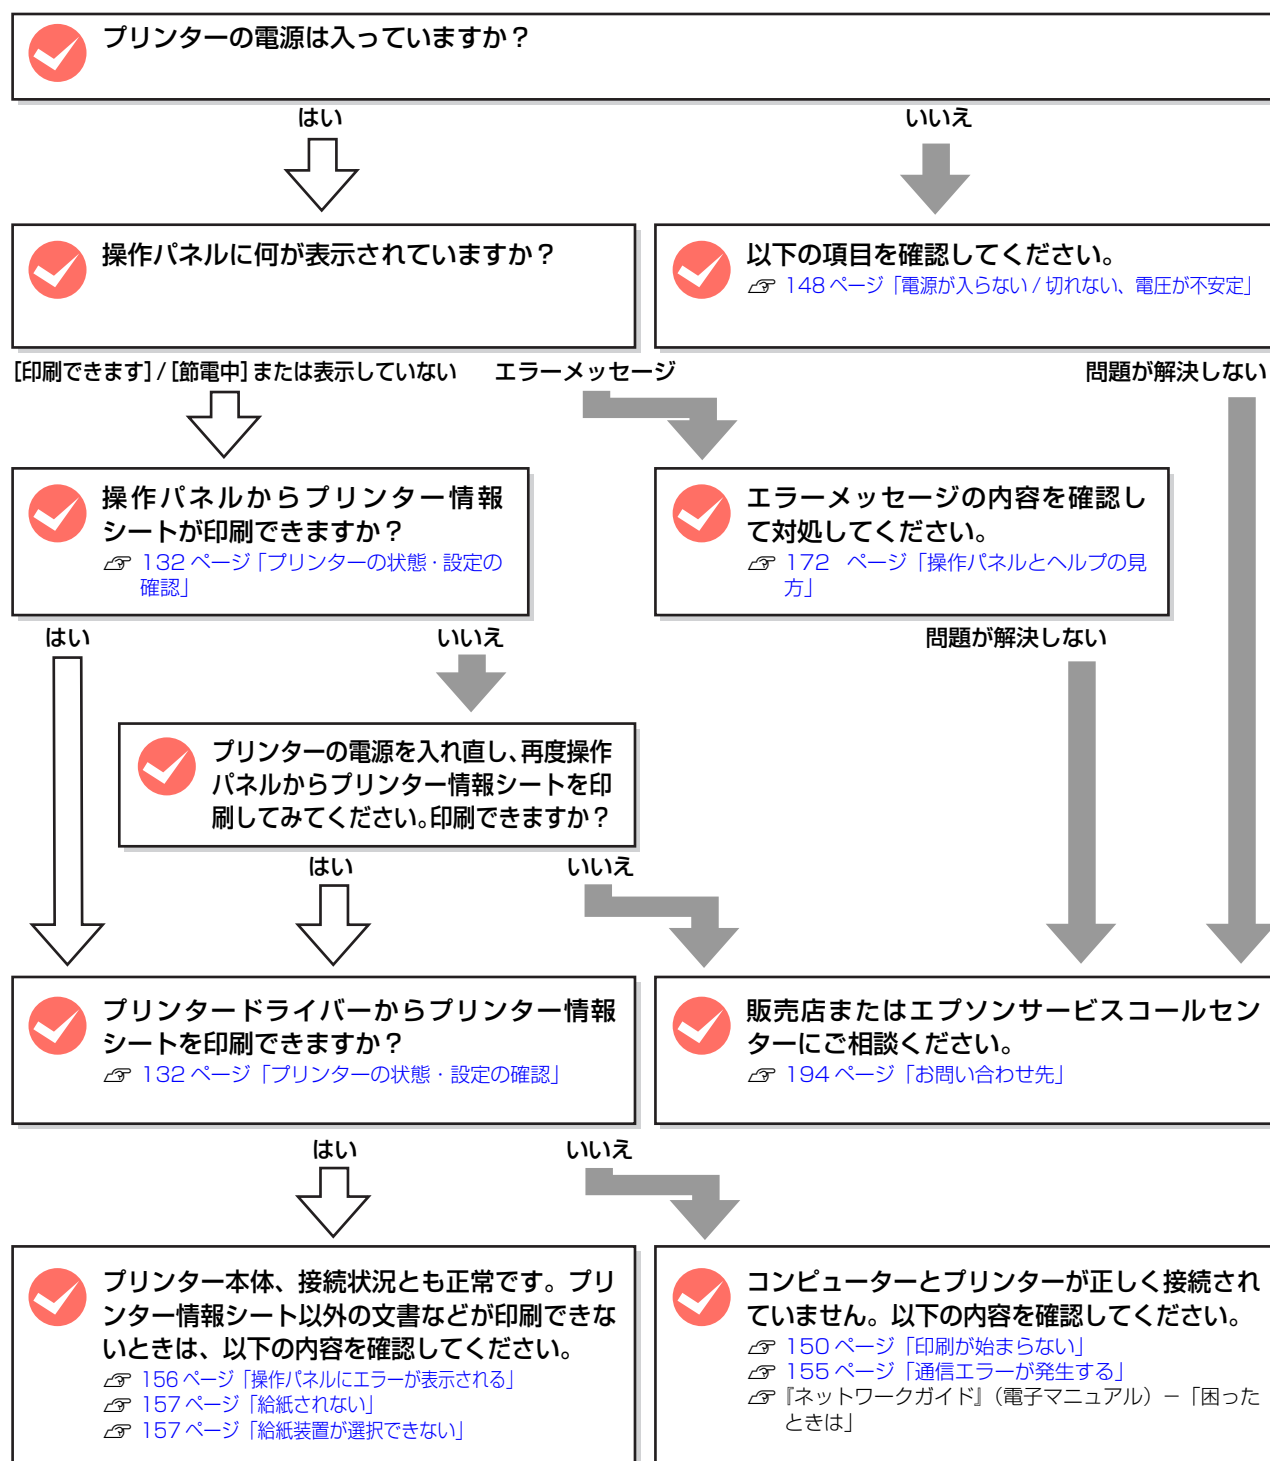 プリンターの電源は入っていますか？
はい
いいえ
操作パネルに何が表示されていますか？
以下の項目を確認してください。
148 ページ「電源が入らない / 切れない、電圧が不安定」
[印刷できます] / [節電中] または表示していない
エラーメッセージ
問題が解決しない
操作パネルからプリンター情報
シートが印刷できますか？
132 ページ「プリンターの状態・設定の
確認」
エラーメッセージの内容を確認し
て対処してください。
172 ページ「操作パネルとヘルプの見
方」
はい
いいえ
問題が解決しない
プリンターの電源を入れ直し、再度操作
パネルからプリンター情報シートを印
刷してみてください。印刷できますか？
はい
いいえ
プリンタードライバーからプリンター情報
シートを印刷できますか？
132 ページ「プリンターの状態・設定の確認」
販売店またはエプソンサービスコールセン
ターにご相談ください。
194 ページ「お問い合わせ先」
はい
いいえ
プリンター本体、接続状況とも正常です。プリ
ンター情報シート以外の文書などが印刷できな
いときは、以下の内容を確認してください。
156 ページ「操作パネルにエラーが表示される」
157 ページ「給紙されない」
157 ページ「給紙装置が選択できない」
コンピューターとプリンターが正しく接続され
ていません。以下の内容を確認してください。
150 ページ「印刷が始まらない」
155 ページ「通信エラーが発生する」
『ネットワークガイド』（電子マニュアル）－「困った
ときは」